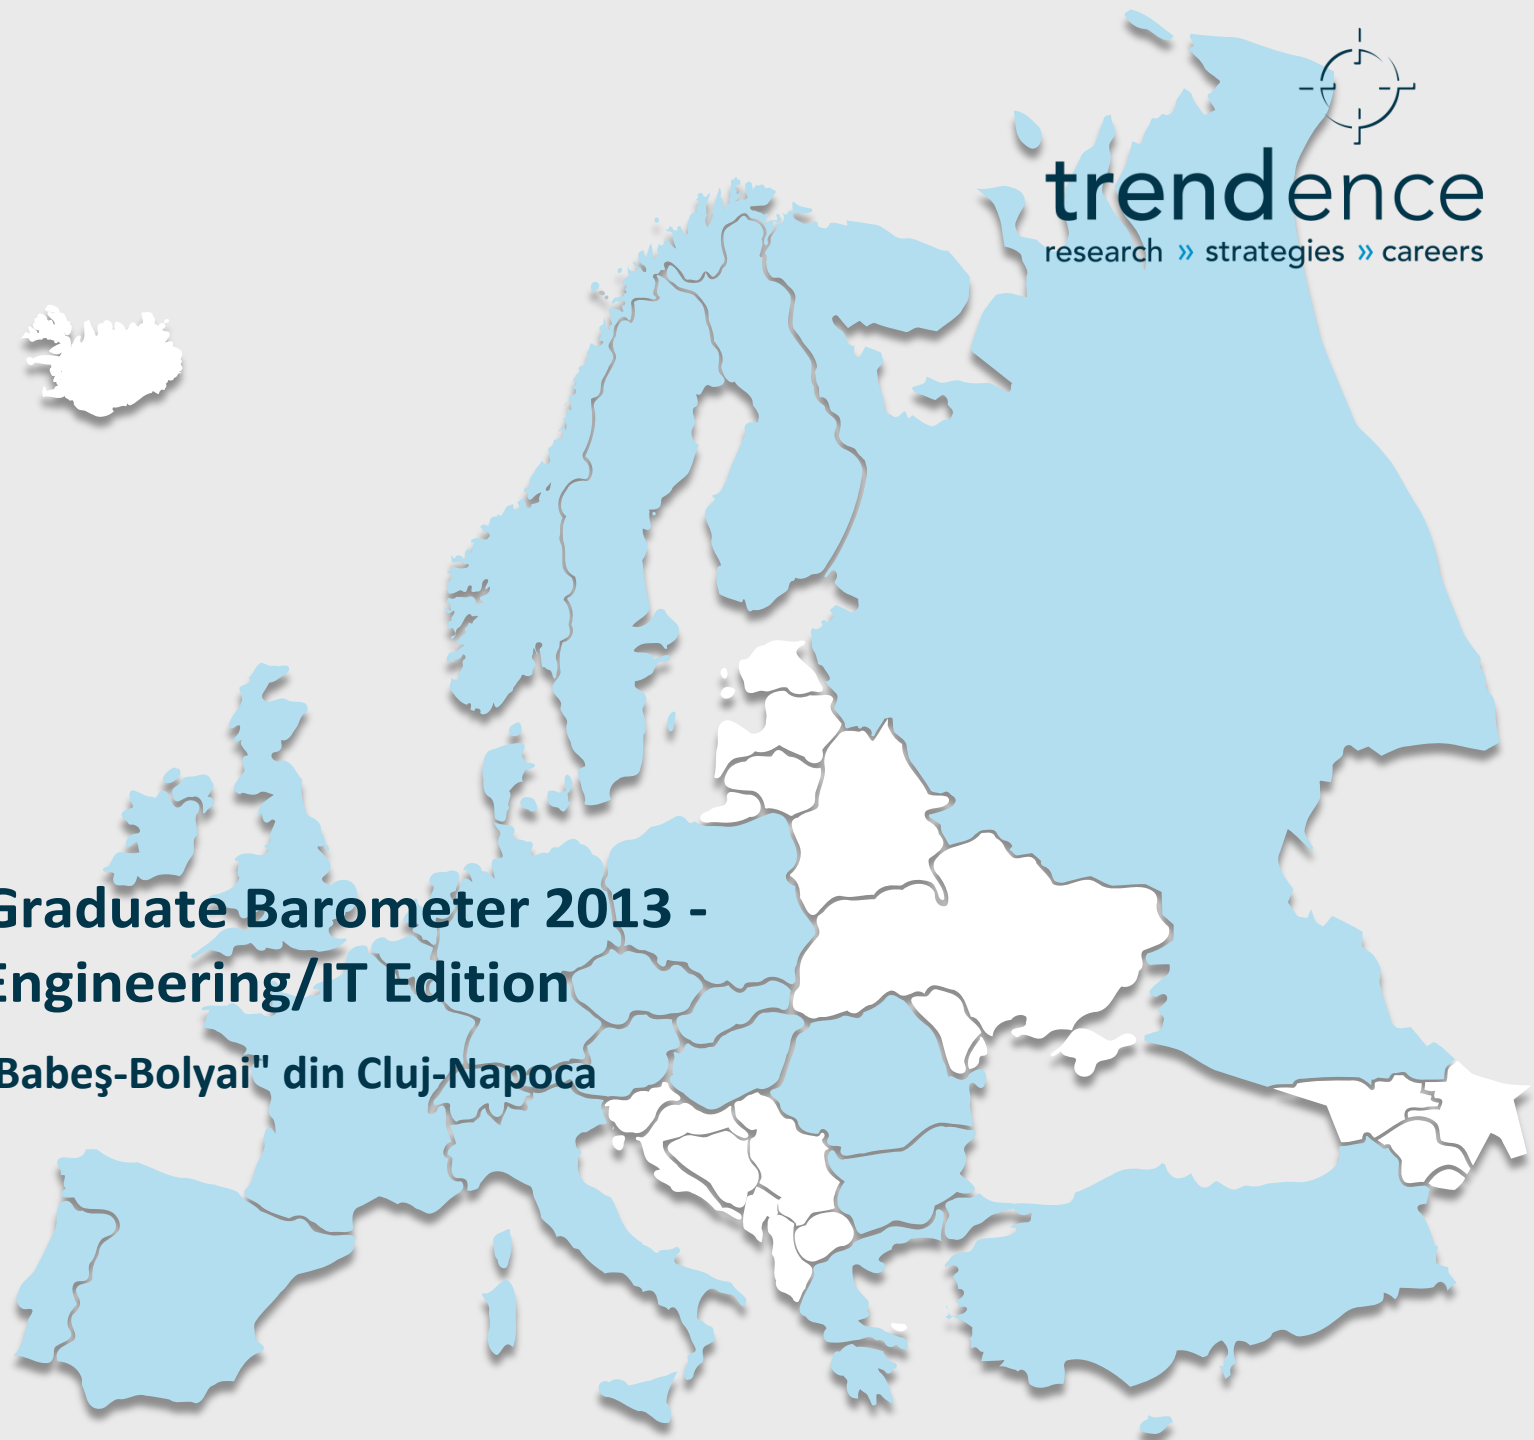 trendence
research » strategies » careers
Graduate Barometer 2013 -
Engineering/IT Edition
Babeş-Bolyai" din Cluj-Napoca